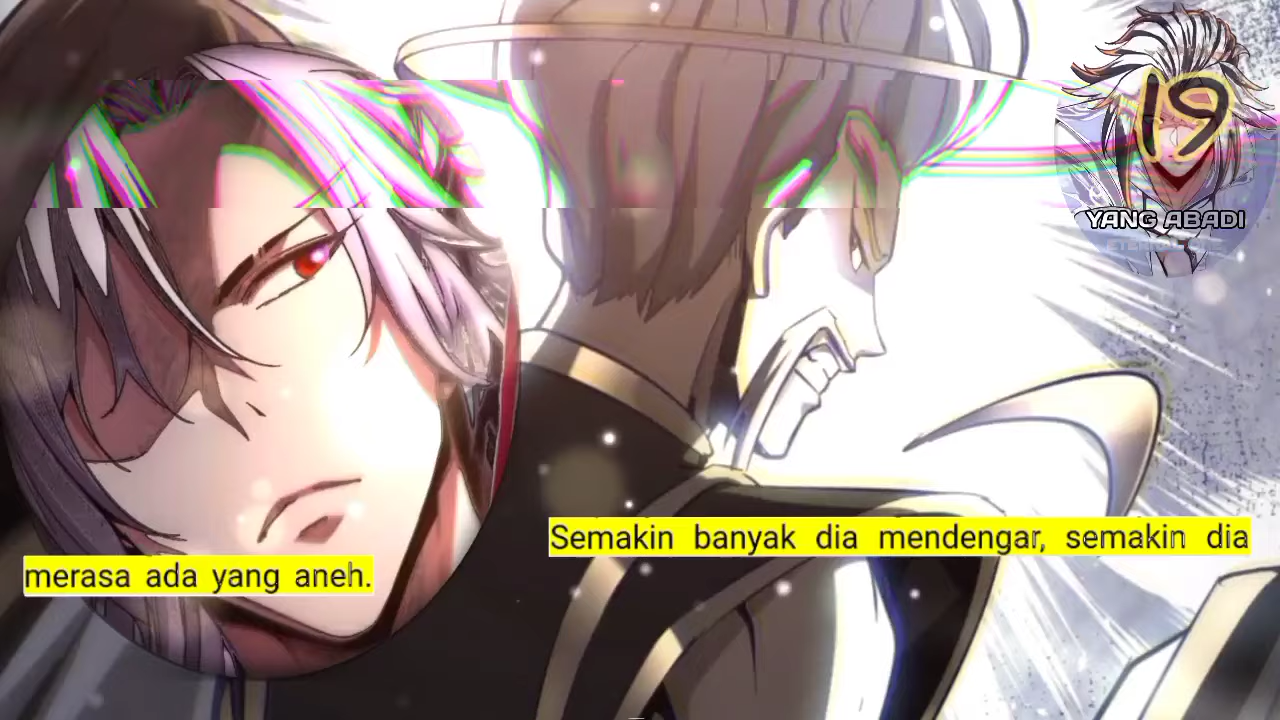 19
YANG ABADI
Semakin banyak dia mendengar, semakin dia
merasa ada yang aneh.